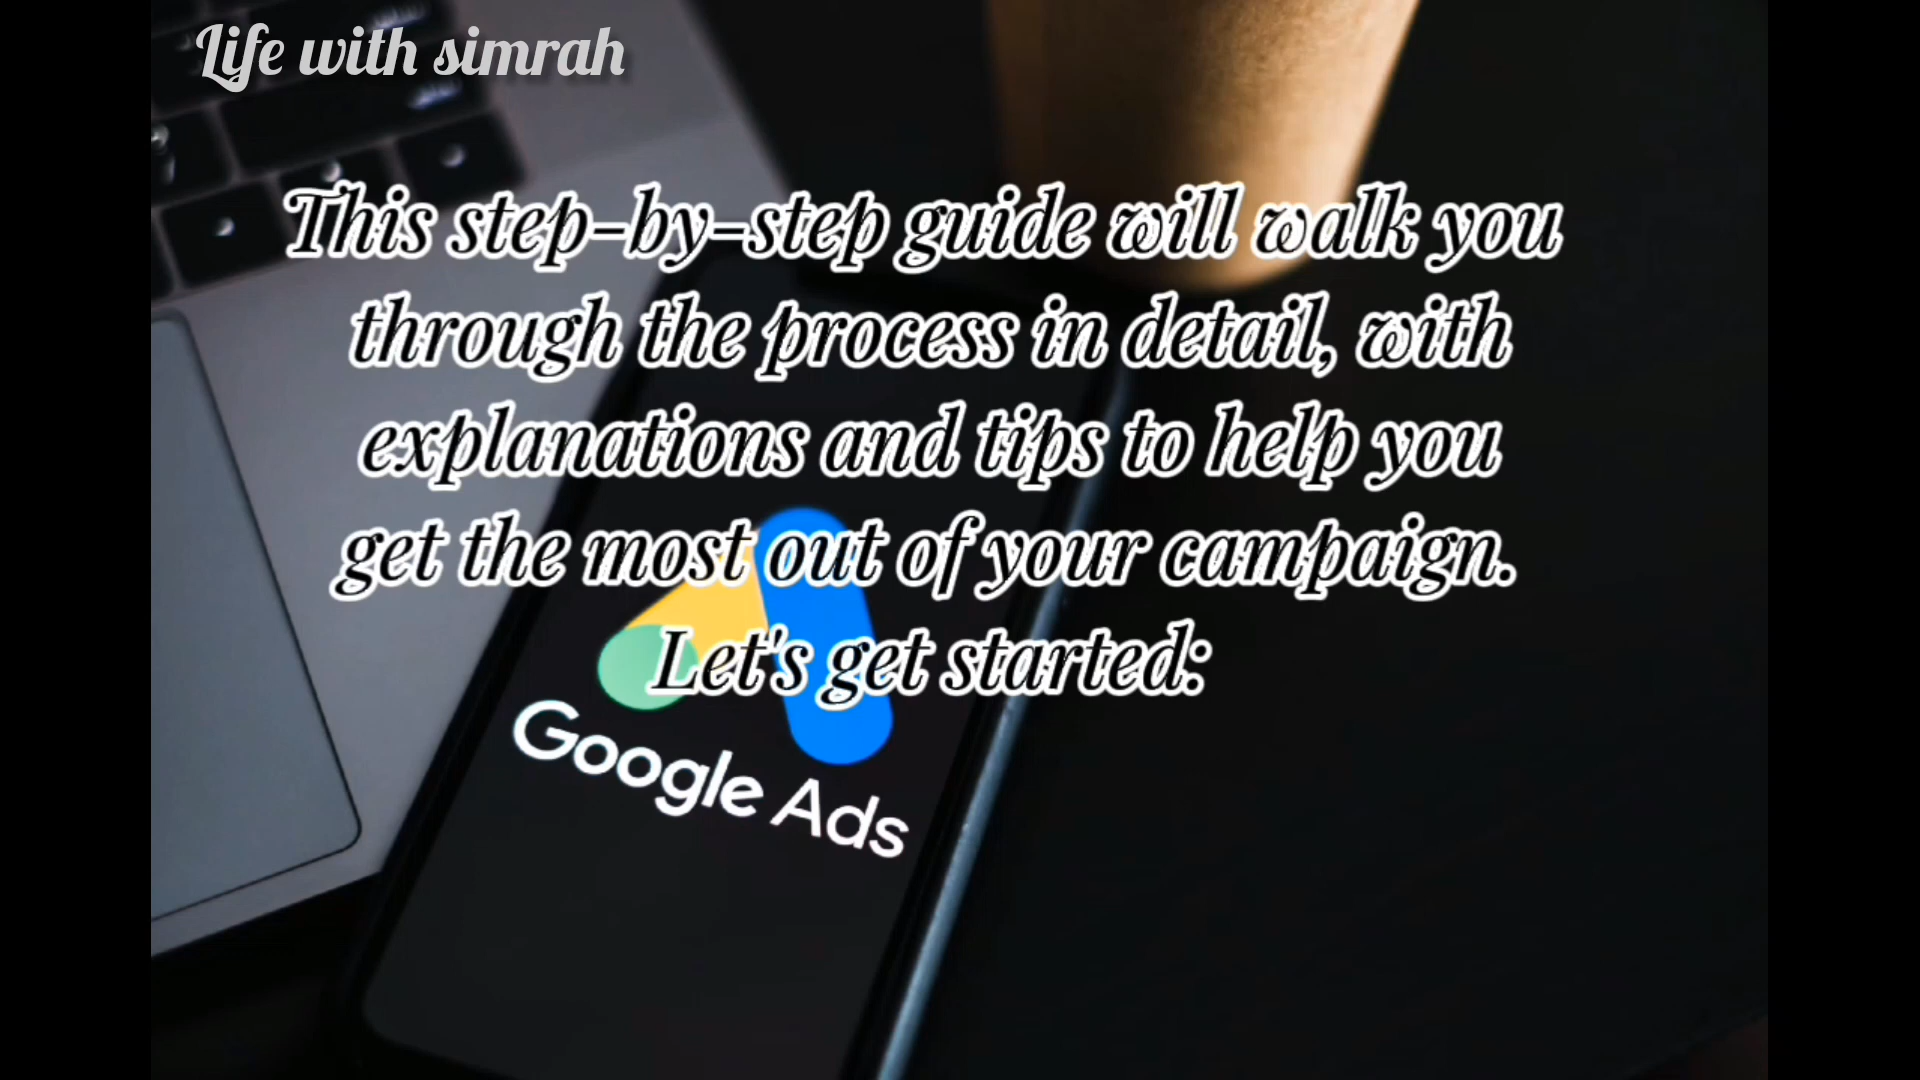 Life with simrah
This step-by-step guide will walk you
through the process in detail, with
explanations and tips to help you
get the most out of your campaign.
Let's get started:
Google Ads